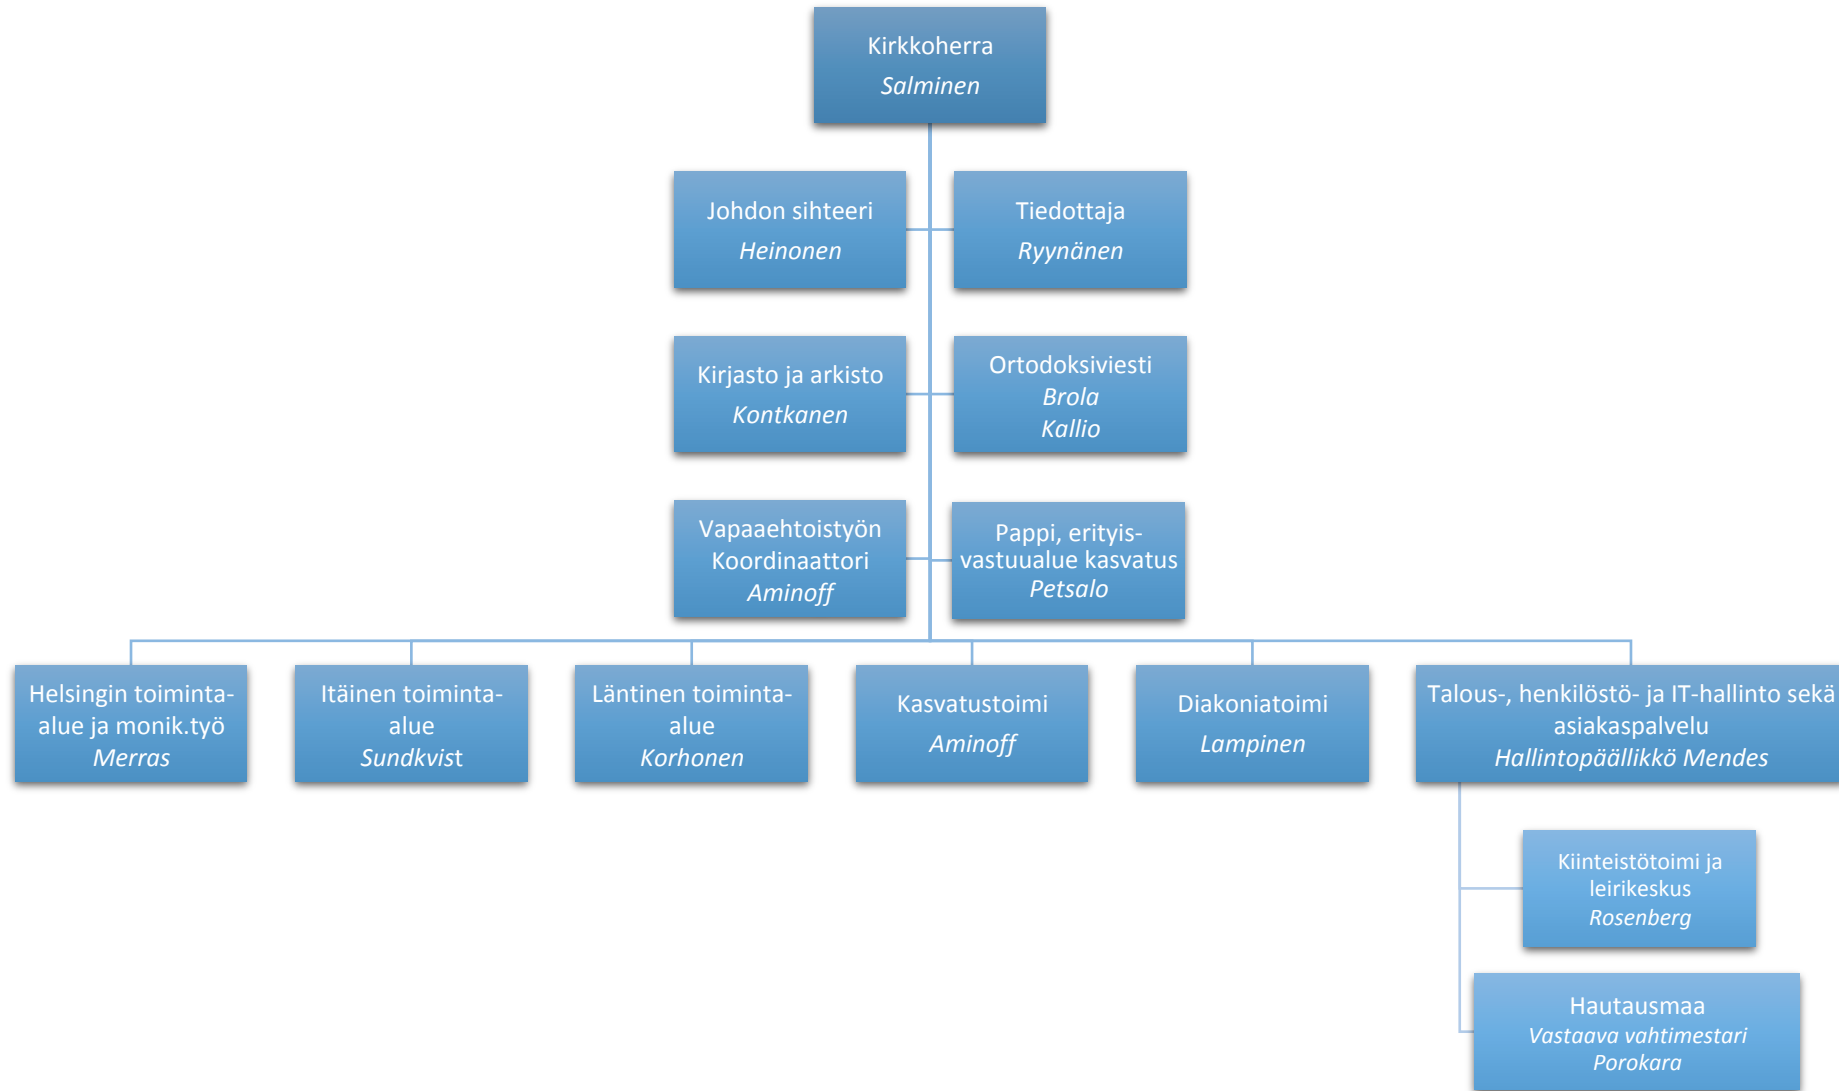 Kirkkoherra
Salminen
Johdon sihteeri
Heinonen
Tiedottaja
Ryynänen
Kirjasto ja arkisto
Kontkanen
Ortodoksiviesti
Brola
Kallio
Vapaaehtoistyön
Koordinaattori
Aminoff
Pappi, erityis-
vastuualue kasvatus
Petsalo
Helsingin toiminta-
alue ja monik.työ
Merras
Itäinen toiminta-
alue
Sundkvist
Läntinen toiminta-
alue
Korhonen
Kasvatustoimi
Aminoff
Diakoniatoimi
Lampinen
Talous-, henkilöstö- ja IT-hallinto sekä
asiakaspalvelu
Hallintopäällikkö Mendes
Kiinteistötoimi ja
leirikeskus
Rosenberg
Hautausmaa
Vastaava vahtimestari
Porokara